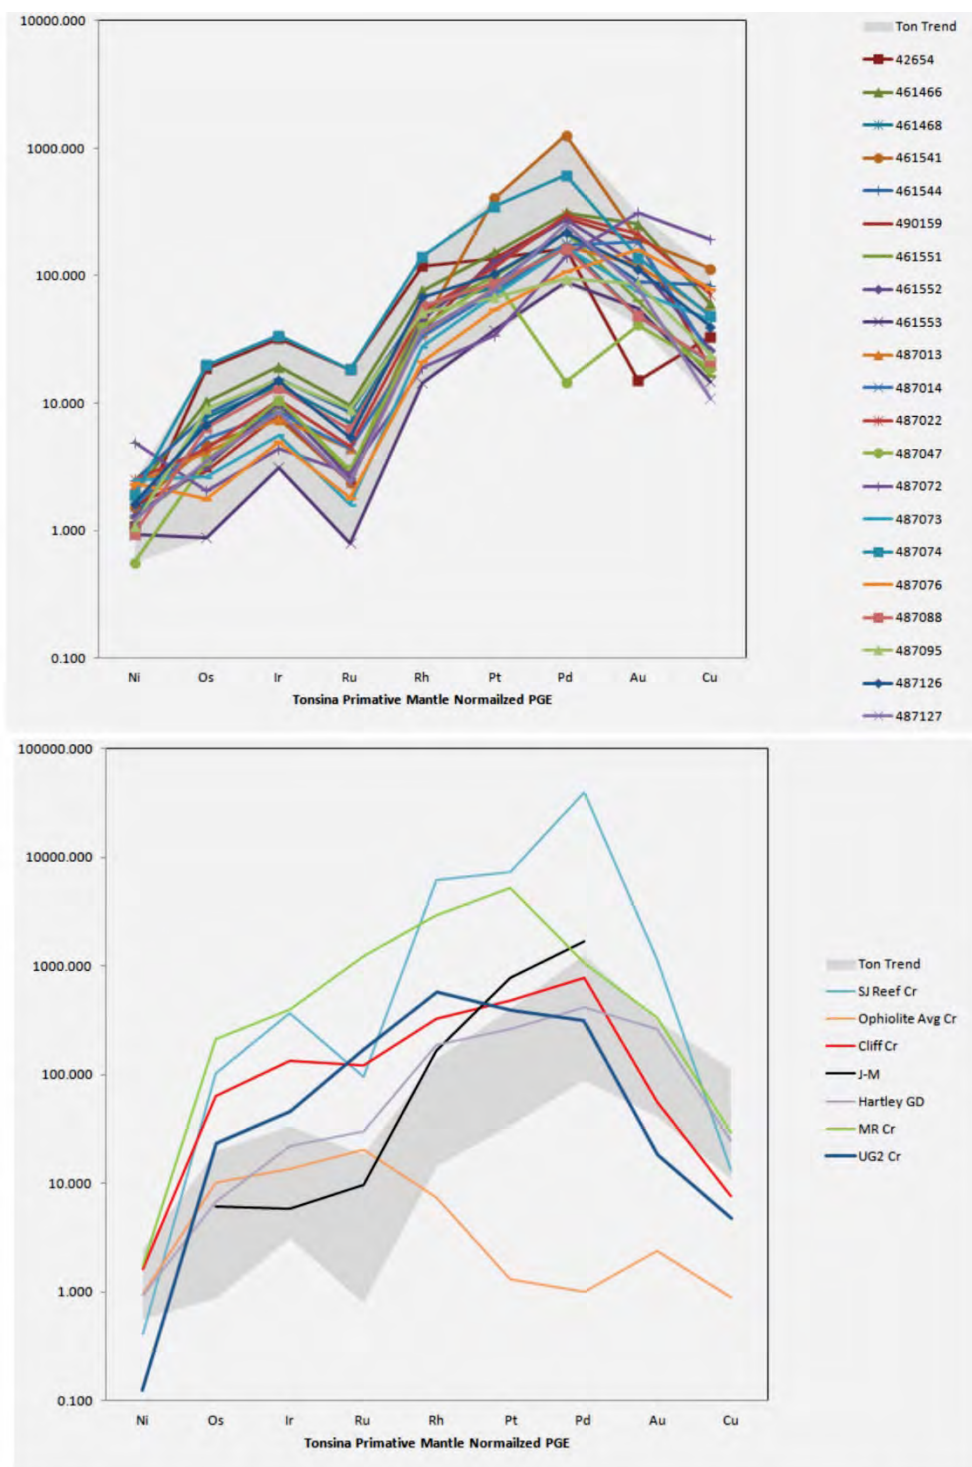 10000.000
1000.000
100.000
10.000
1.000
0.100
Ni Os Ir Ru Rh Pt Pd Au Cu
Tonsina Primative Mantle Normailzed PGE
Ton Trend
42654
461466
461468
461541
461544
490159
461551
461552
461553
487013
487014
487022
487047
487072
487073
487074
487076
487088
487095
487126
487127
100000.000
10000.000
1000.000
100.000
10.000
1.000
0.100
Ni Os Ir Ru Rh Pt Pd Au Cu
Tonsina Primative Mantle Normailzed PGE
Ton Trend
SJ Reef Cr
Ophiolite Avg Cr
Cliff Cr
J-M
Hartley GD
MR Cr
UG2 Cr